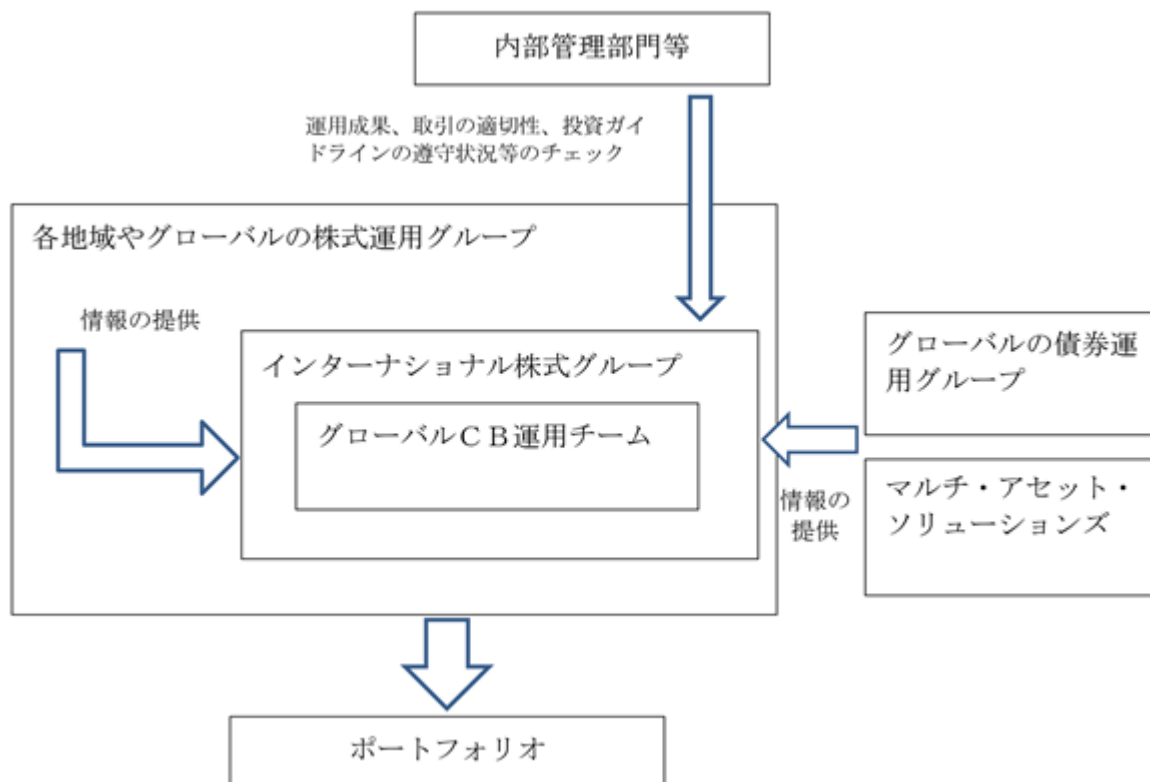 内部管理部門等
運用成果、取引の適切性、投資ガイ
ドラインの遵守状況等のチェック
各地域やグローバルの株式運用グループ
情報の提供
インターナショナル株式グループ
グローバルＣＢ運用チーム
グローバルの債券運
用グループ
マルチ・アセット・
ソリューションズ
情報の
提供
ポートフォリオ